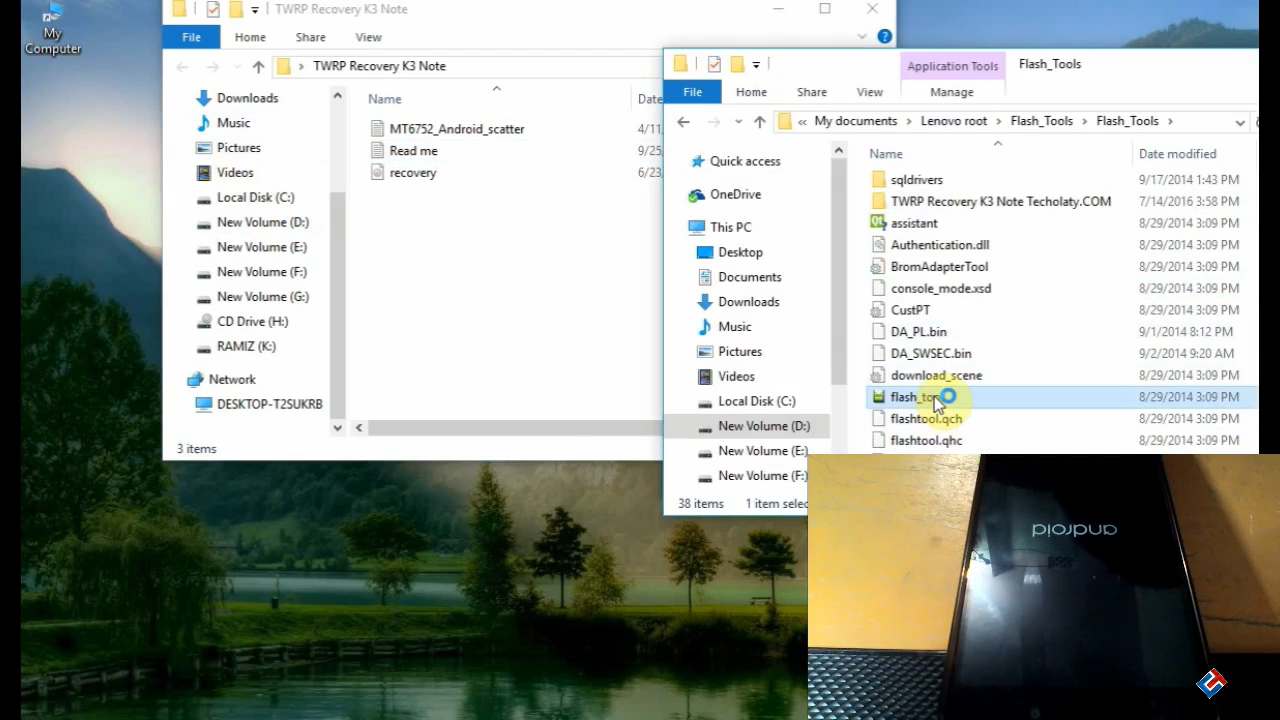 My
Computer
TWRP Recovery K3 Note
File Home Share View
TWRP Recovery K3 Note
Downloads
Music
Pictures
Videos
Local Disk (C:)
New Volume (D:)
New Volume (E:)
New Volume (F:)
New Volume (G:)
CD Drive (H:)
RAMIZ (K:)
Network
DESKTOP-T2SUKRB
Name Date
MT6752_Android_scatter 4/11
Read me 9/25
recovery 6/23
3 items
Application Tools Flash_Tools
File Home Share View Manage
« My documents > Lenovo root > Flash_Tools > Flash_Tools >
Quick access
OneDrive
This PC
Desktop
Documents
Downloads
Music
Pictures
Videos
Local Disk (C:)
New Volume (D:)
New Volume (E:)
New Volume (F:)
Name Date modified
sqldrivers 9/17/2014 1:43 PM
TWRP Recovery K3 Note Techolaty.COM 7/14/2016 3:58 PM
assistant 8/29/2014 3:09 PM
Authentication.dll 8/29/2014 3:09 PM
BromAdapterTool 8/29/2014 3:09 PM
console_mode.xsd 8/29/2014 3:09 PM
CustPT 8/29/2014 3:09 PM
DA_PL.bin 9/1/2014 8:12 PM
DA_SWSEC.bin 9/2/2014 9:20 AM
download_scene 8/29/2014 3:09 PM
flash_to 8/29/2014 3:09 PM
flashtool.qch 8/29/2014 3:09 PM
flashtool.qhc 8/29/2014 3:09 PM
38 items 1 item selec
android